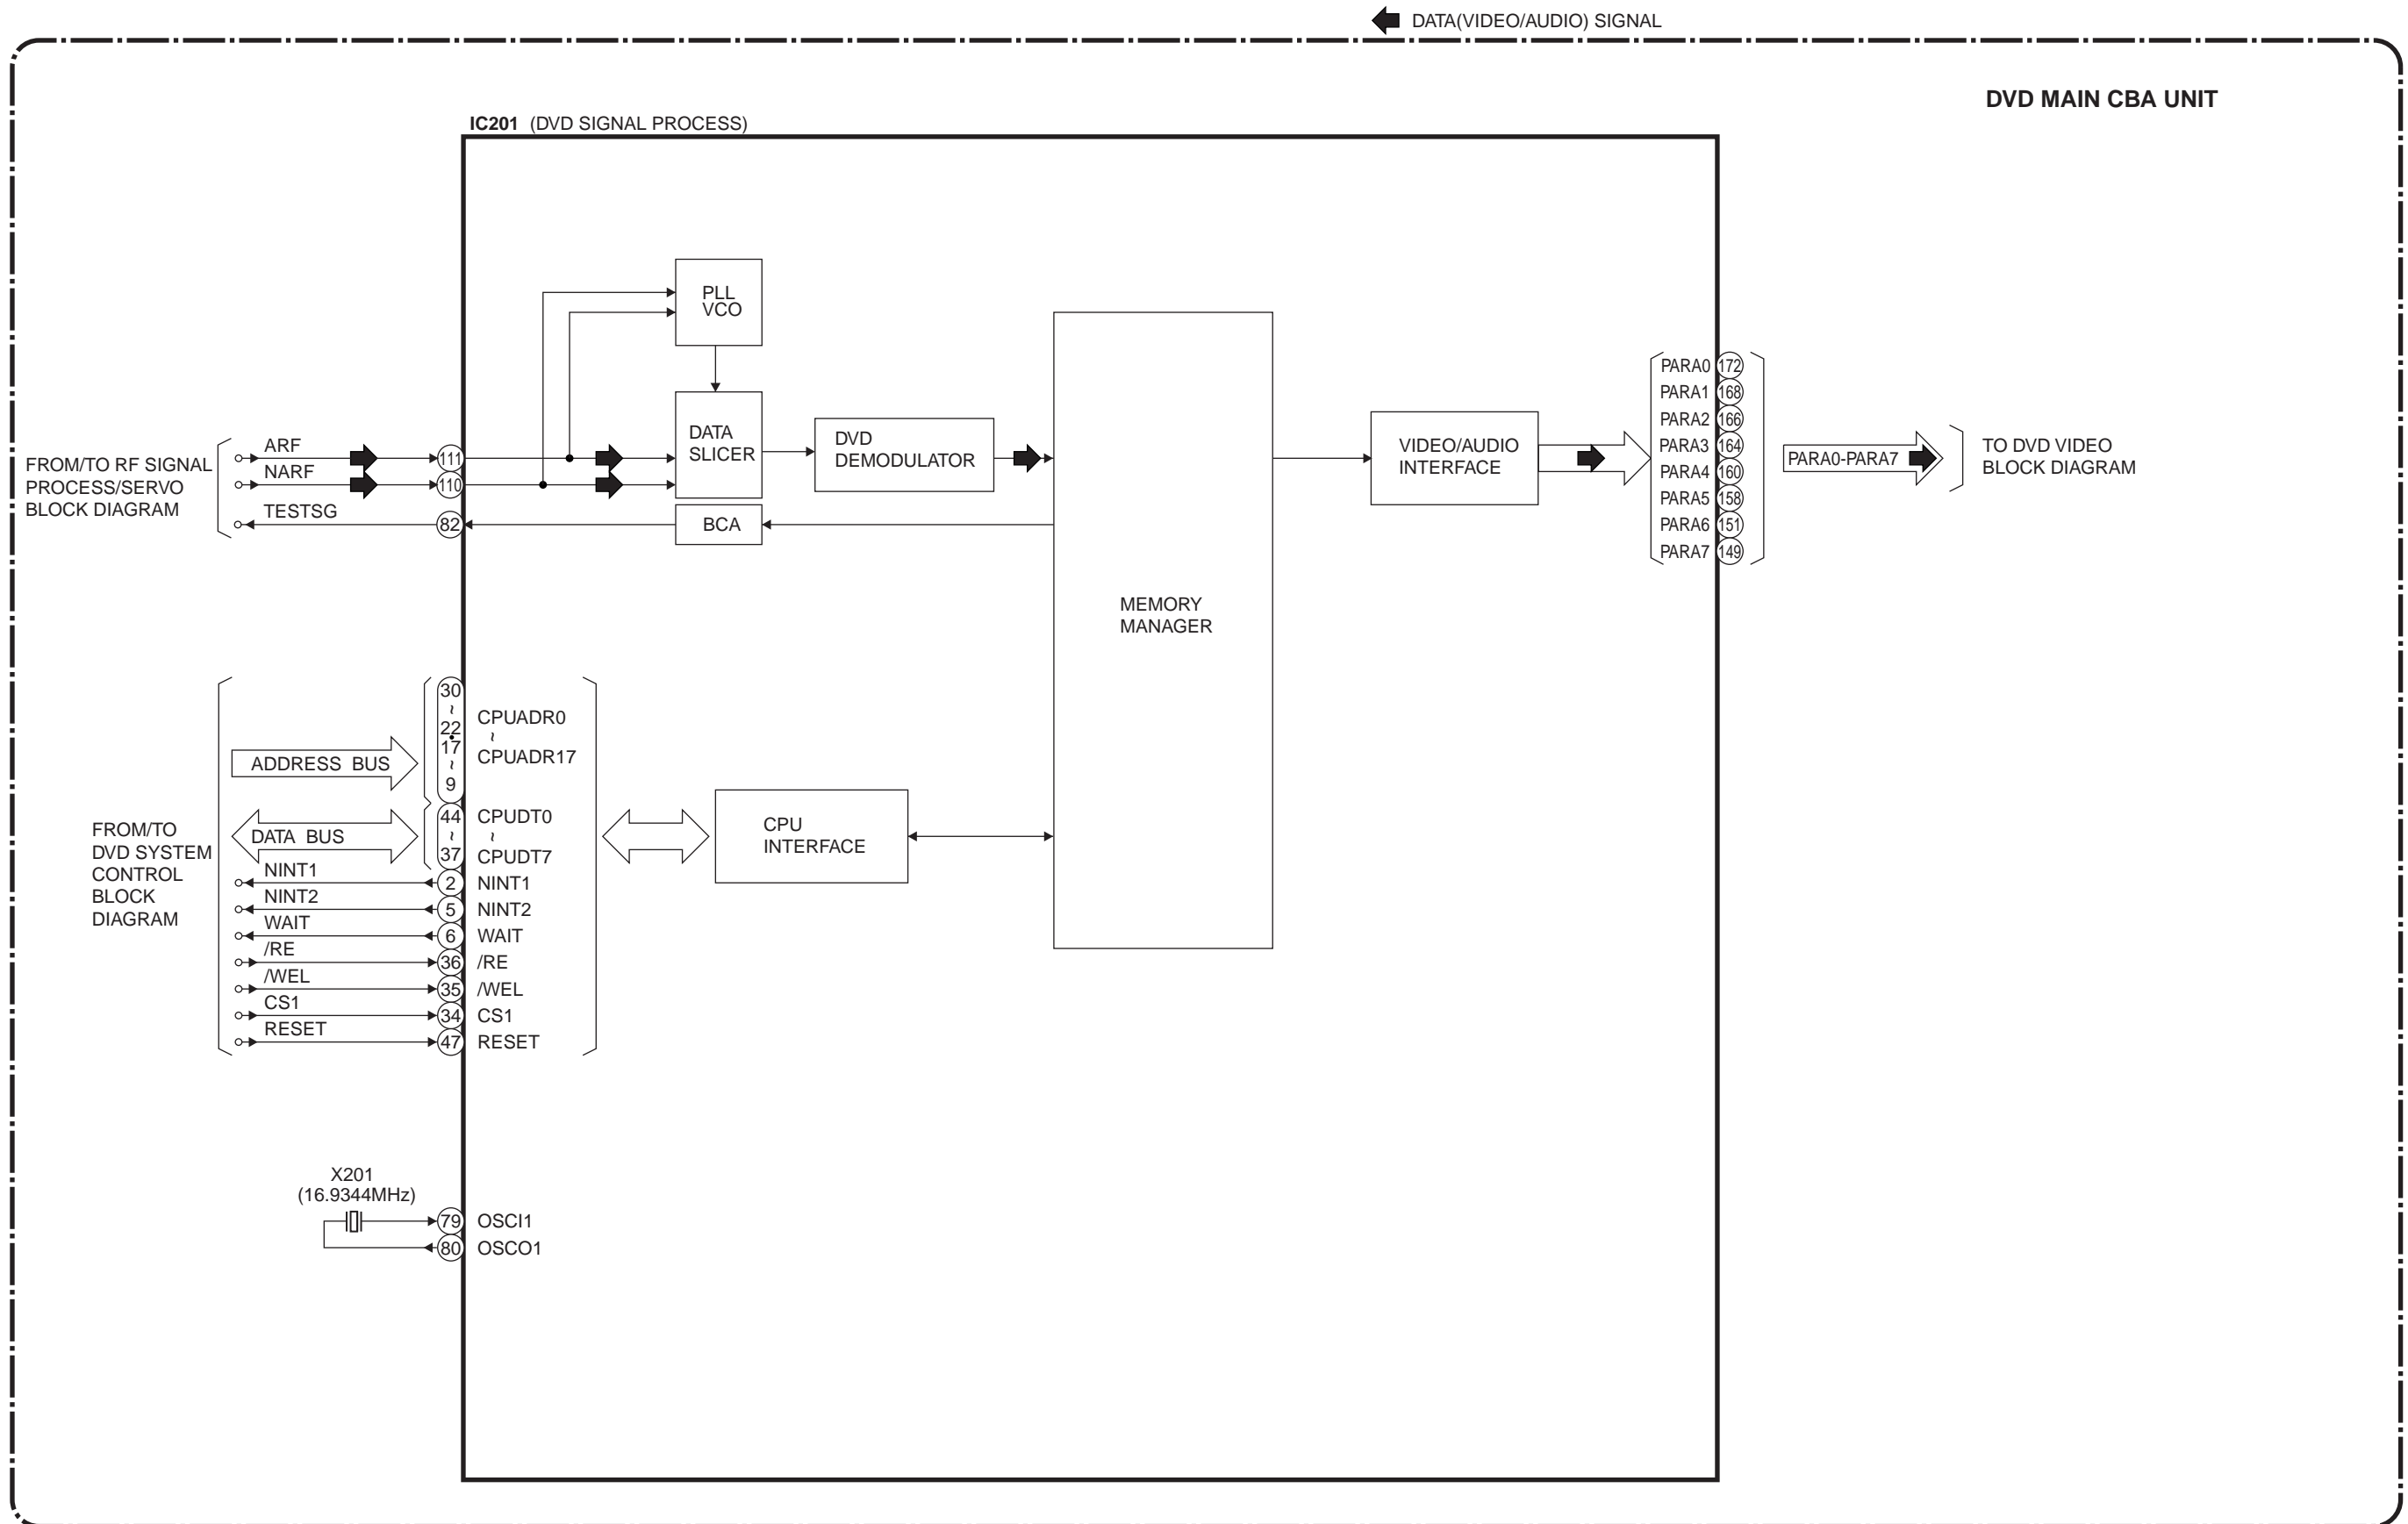 DATA(VIDEO/AUDIO) SIGNAL
DVD MAIN CBA UNIT
IC201 (DVD SIGNAL PROCESS)
PLL
VCO
DATA
SLICER
DVD
DEMODULATOR
BCA
MEMORY
MANAGER
VIDEO/AUDIO
INTERFACE
FROM/TO RF SIGNAL
PROCESS/SERVO
BLOCK DIAGRAM
ARF
111
NARF
110
TESTSG
82
PARA0 172
PARA1 168
PARA2 166
PARA3 164
PARA4 160
PARA5 158
PARA6 151
PARA7 149
PARA0-PARA7
TO DVD VIDEO
BLOCK DIAGRAM
FROM/TO
DVD SYSTEM
CONTROL
BLOCK
DIAGRAM
ADDRESS BUS
30
~
22
17
~
9
CPUADR0
~
CPUADR17
DATA BUS
44
~
37
CPUDT0
~
CPUDT7
NINT1 2 NINT1
NINT2 5 NINT2
WAIT 6 WAIT
/RE 36 /RE
/WEL 35 /WEL
CS1 34 CS1
RESET 47 RESET
CPU
INTERFACE
X201
(16.9344MHz)
79 OSCI1
80 OSCO1